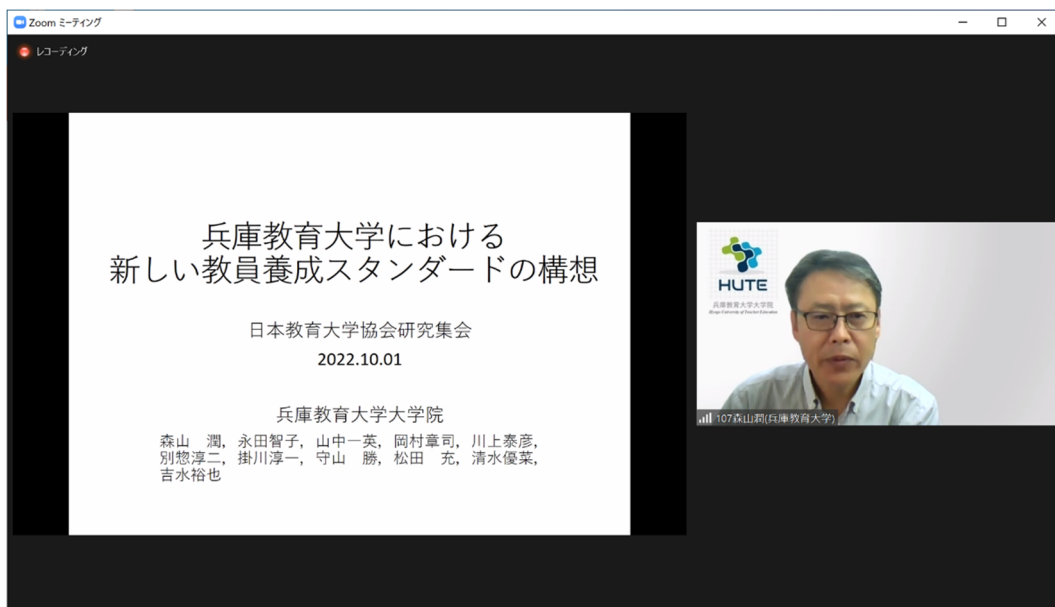 Zoom ミーティング
レコーディング
兵庫教育大学における
新しい教員養成スタンダードの構想
日本教育大学協会研究集会
2022.10.01
兵庫教育大学大学院
森山　潤, 永田智子, 山中一英, 岡村章司, 川上泰彦,
別惣淳二, 掛川淳一, 守山　勝, 松田　充, 清水優菜,
吉水裕也
HUTE
兵庫教育大学大学院
Hyogo University of Teacher Education
107森山潤(兵庫教育大学)